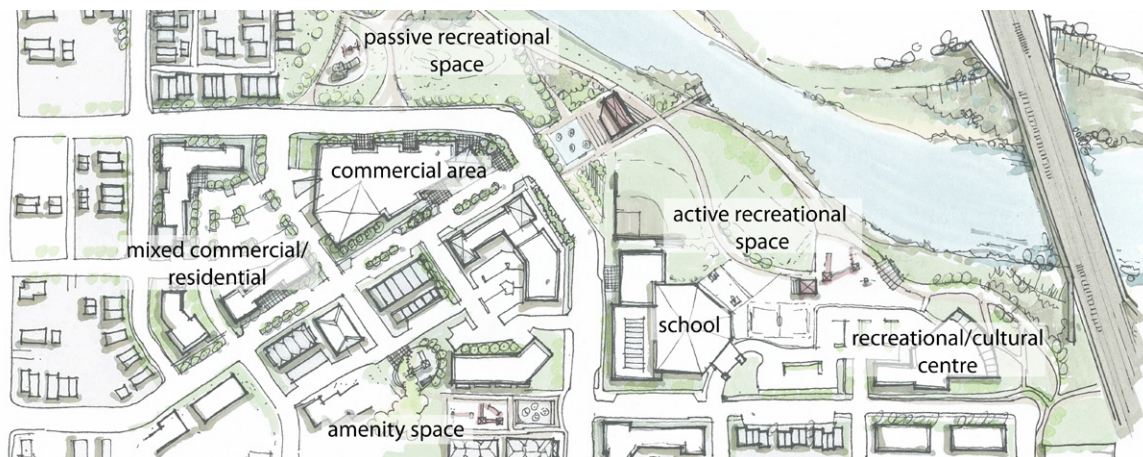 passive recreational
space
commercial area
active recreational
space
mixed commercial/
residential
school
recreational/cultural
centre
amenity space